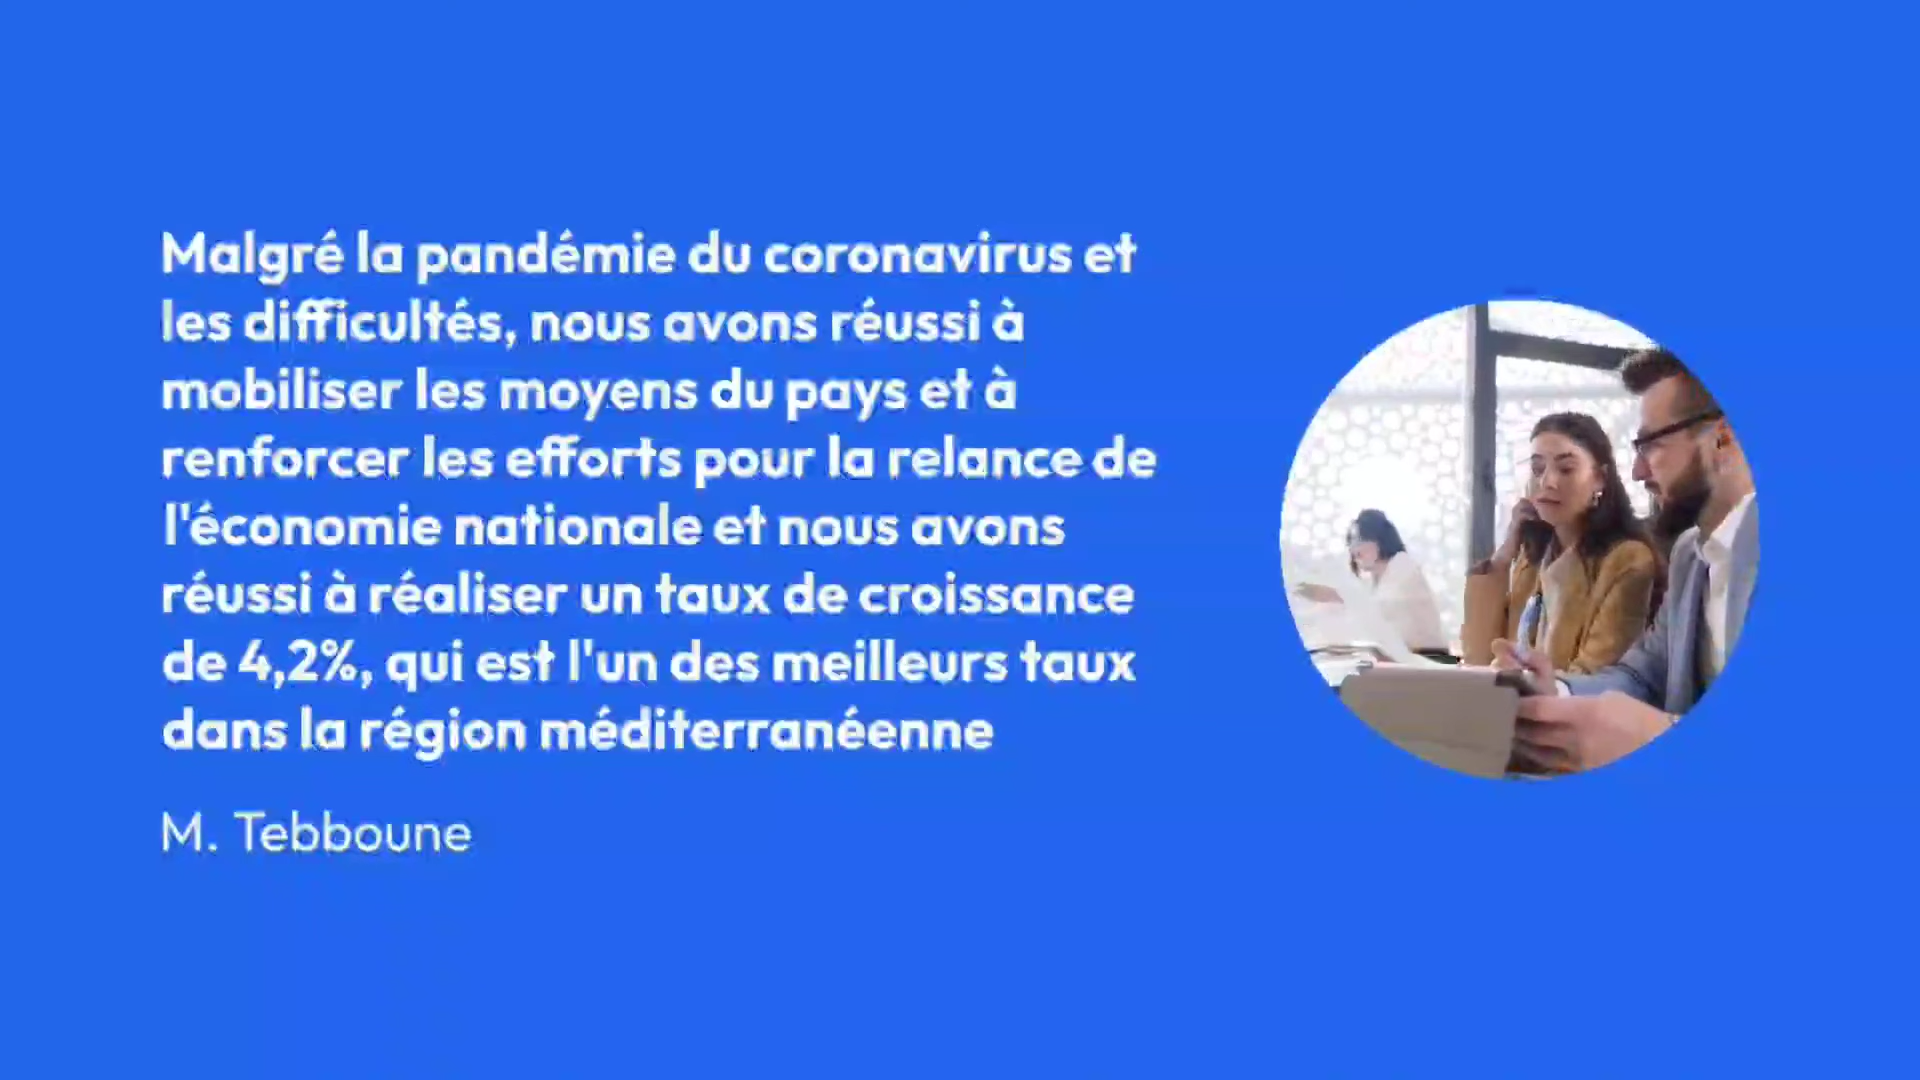 Malgré la pandémie du coronavirus et
les difficultés, nous avons réussi à
mobiliser les moyens du pays et à
renforcer les efforts pour la relance de
l'économie nationale et nous avons
réussi à réaliser un taux de croissance
de 4,2%, qui est l'un des meilleurs taux
dans la région méditerranéenne
M. Tebboune